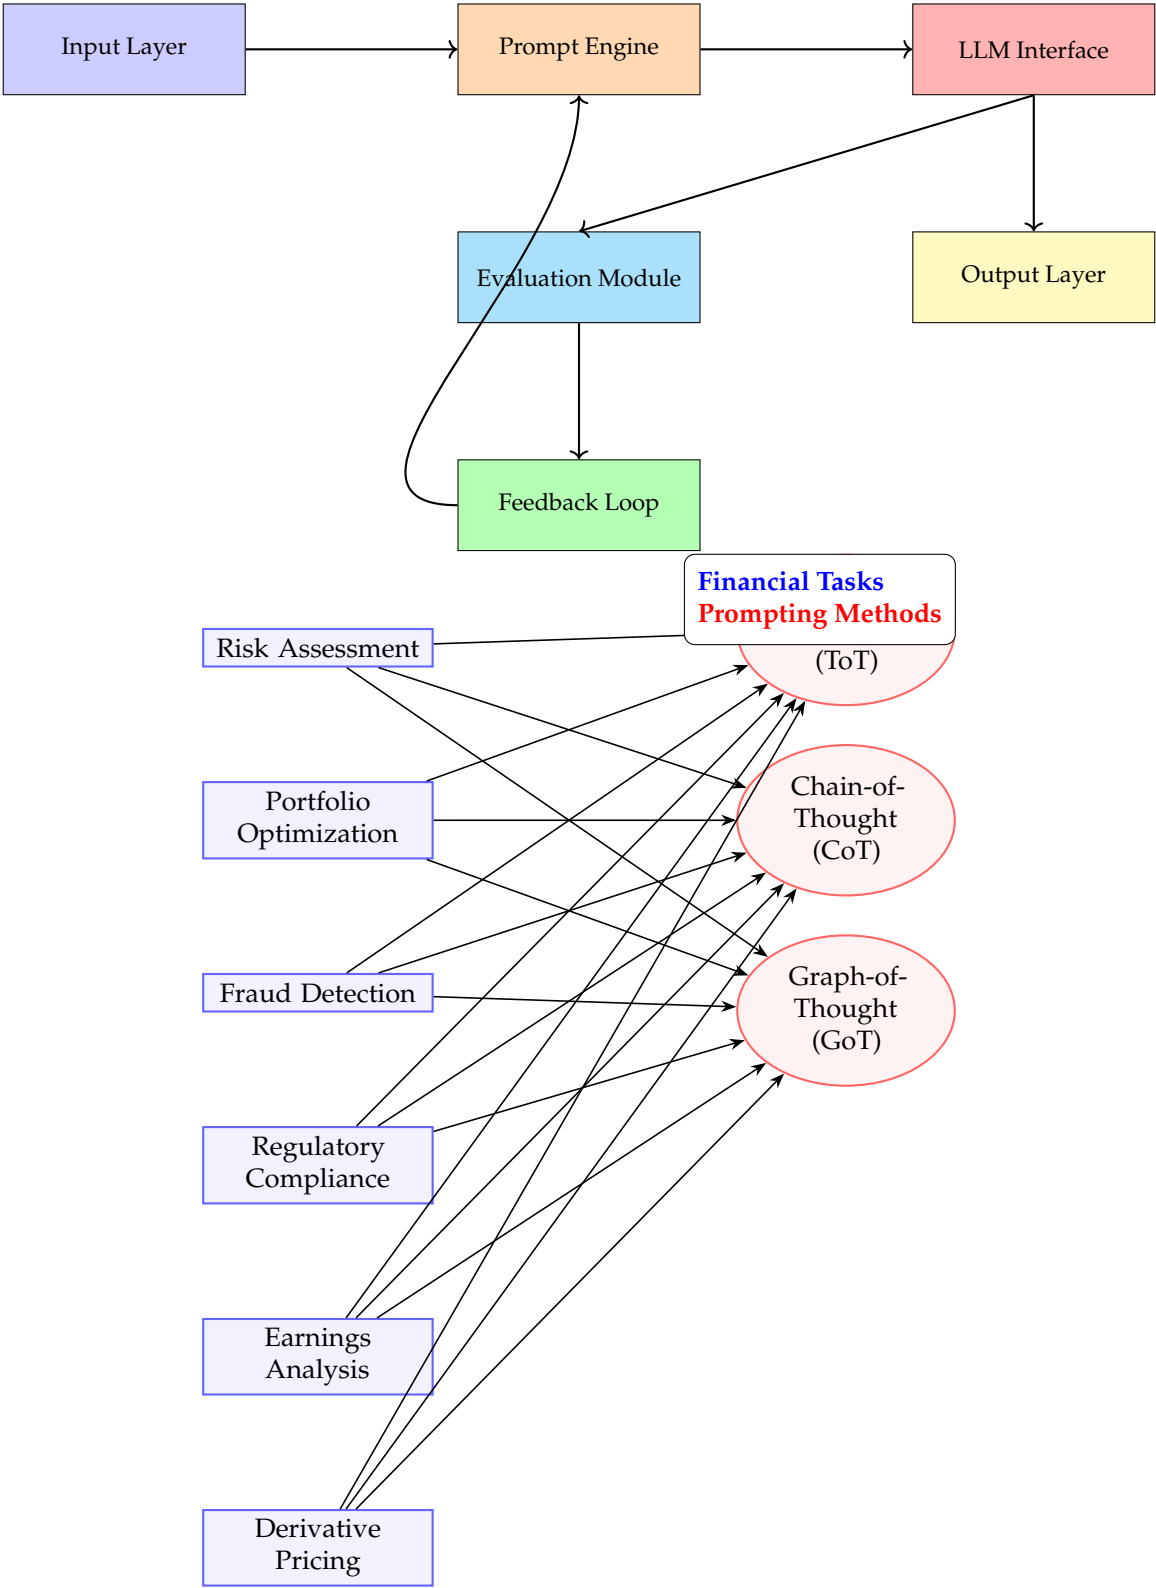 Input Layer
Prompt Engine
LLM Interface
Evaluation Module
Output Layer
Feedback Loop
Financial Tasks
Prompting Methods
Risk Assessment
(ToT)
Portfolio
Optimization
Chain-of-
Thought
(CoT)
Fraud Detection
Graph-of-
Thought
(GoT)
Regulatory
Compliance
Earnings
Analysis
Derivative
Pricing